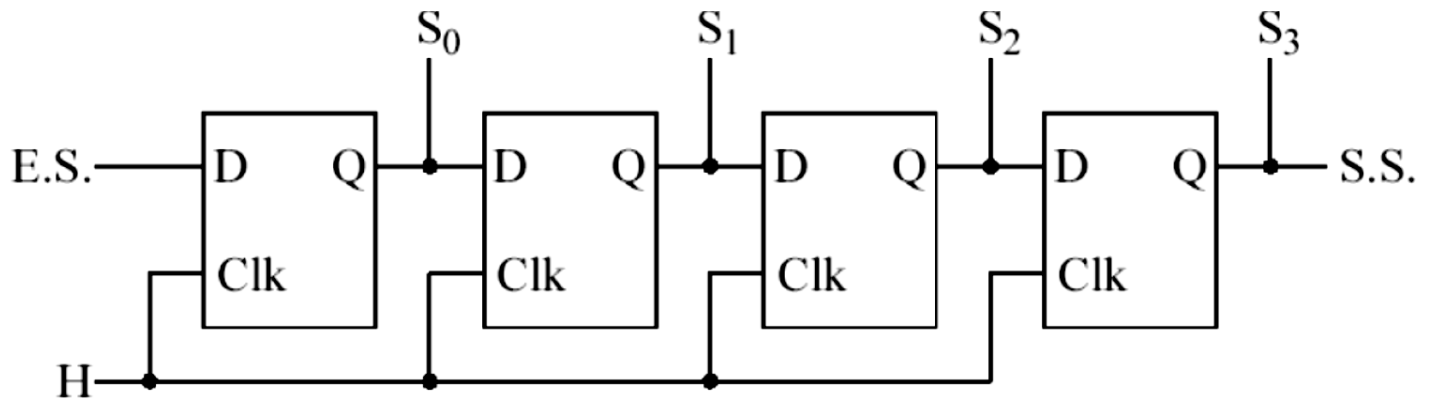 S₀ S₁ S₂ S₃
E.S. D Q D Q D Q D Q S.S.
Clk Clk Clk Clk
H